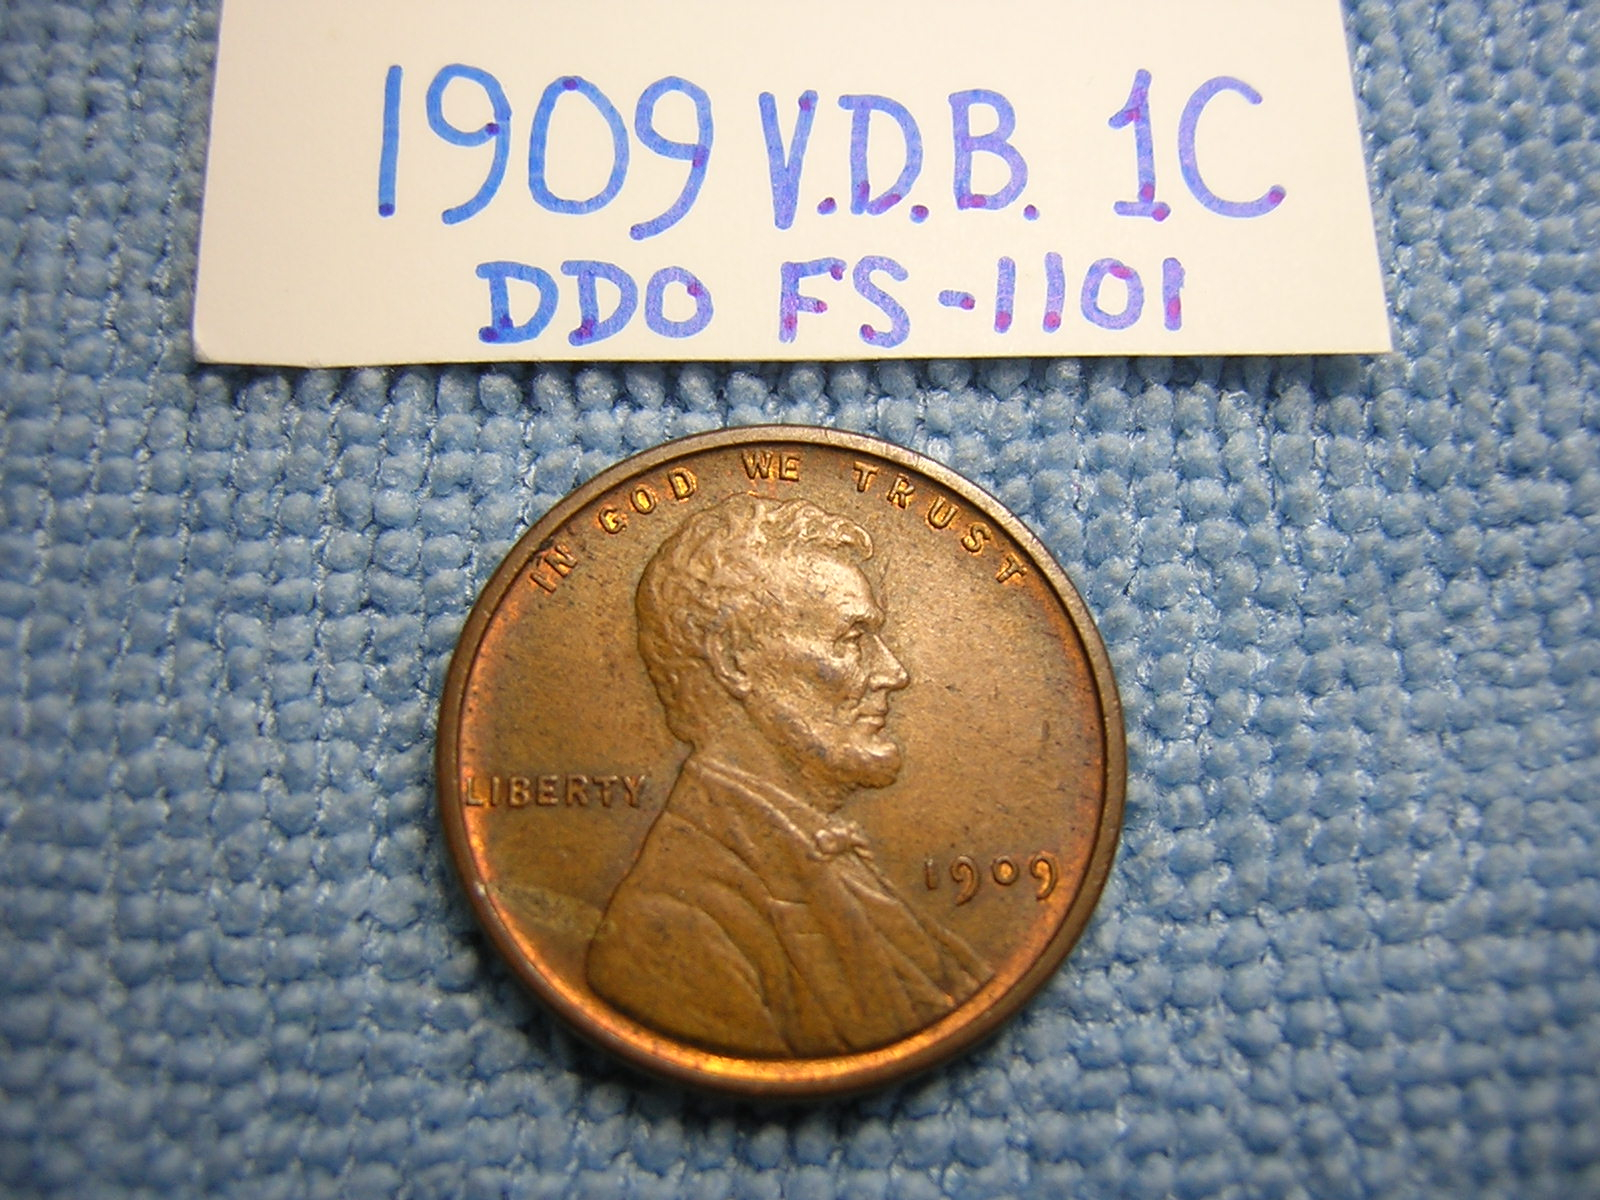 1909 V.D.B. 1C
DDO FS-1101
IN GOD WE TRUST
LIBERTY
1909